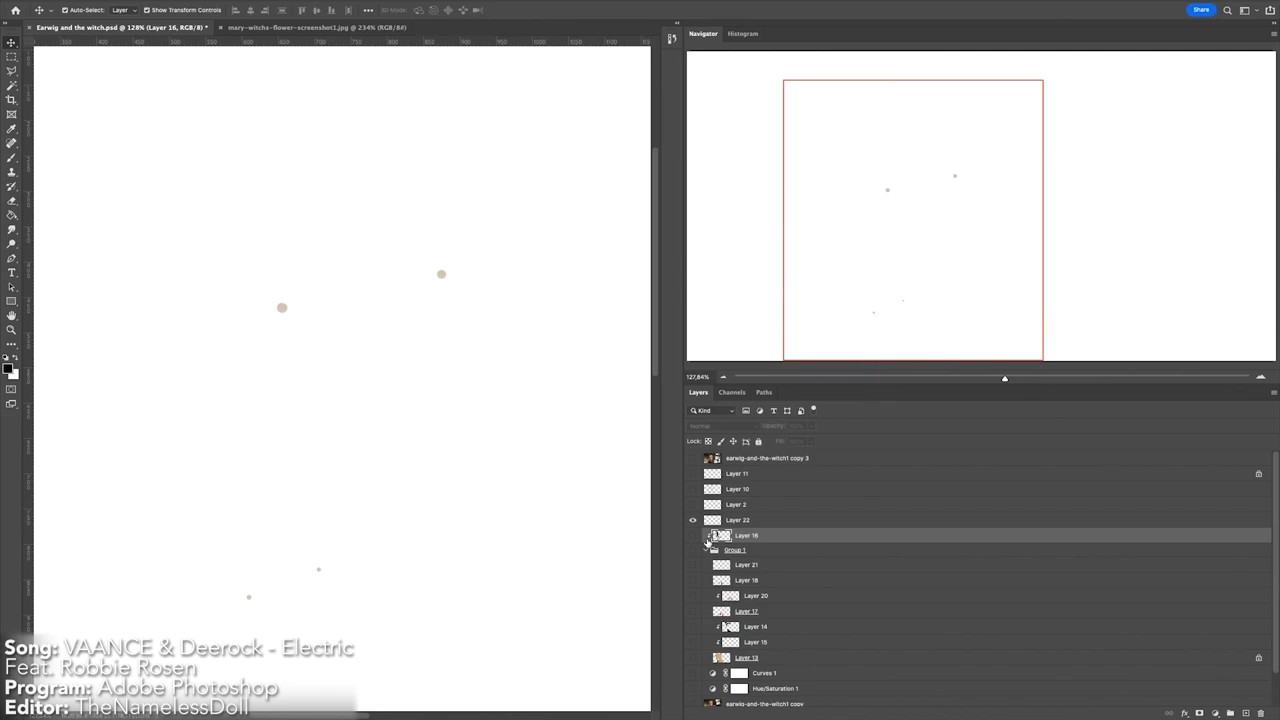 Auto-Select: Layer Show Transform Controls 3D Mode: Share
Earwig and the witch.psd @ 128% (Layer 16, RGB/8) * mary-witchs-flower-screenshot1.jpg @ 234% (RGB/8#)
Navigator Histogram
127,84%
Layers Channels Paths
Kind
Normal Opacity:
Lock: Fill:
earwig-and-the-witch1 copy 3
Layer 11
Layer 10
Layer 2
Layer 22
Layer 16
Group 1
Layer 21
Layer 18
Layer 20
Layer 17
Layer 14
Layer 15
Layer 13
Curves 1
Hue/Saturation 1
earwig-and-the-witch1 copy
Song: VAANCE & Deerock - Electric
Feat. Robbie Rosen
Program: Adobe Photoshop
Editor: TheNamelessDoll